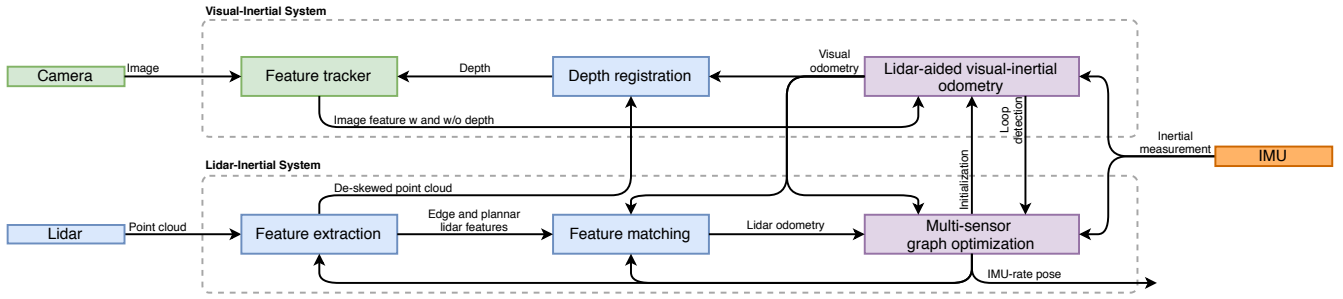 Visual-Inertial System
Camera
Image
Feature tracker
Depth
Depth registration
Visual
odometry
Lidar-aided visual-inertial
odometry
Image feature w and w/o depth
Loop
detection
Inertial
measurement
IMU
Lidar-Inertial System
De-skewed point cloud
Initialization
Lidar
Point cloud
Feature extraction
Edge and plannar
lidar features
Feature matching
Lidar odometry
Multi-sensor
graph optimization
IMU-rate pose